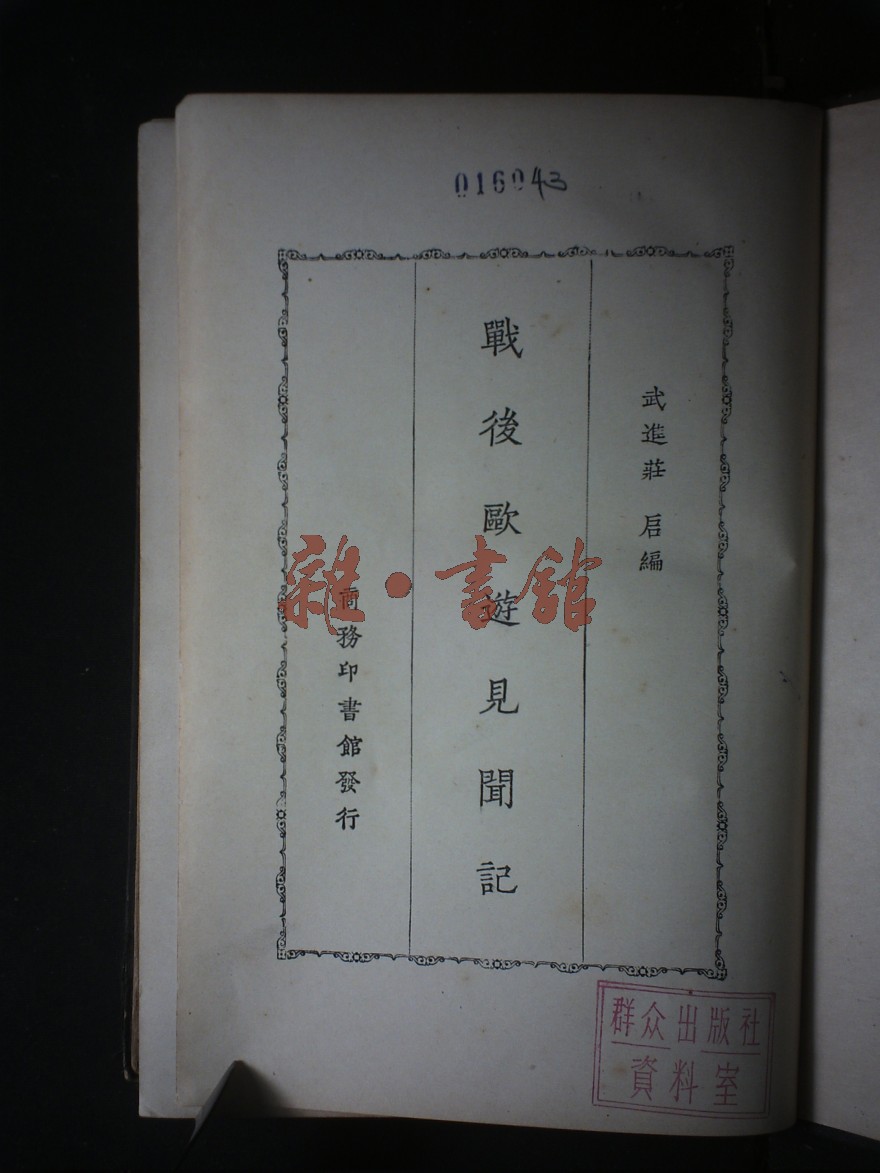 016043
武進莊启編
戰後歐遊見聞記
商務印書館發行
雜·書館
群众出版社
資料室